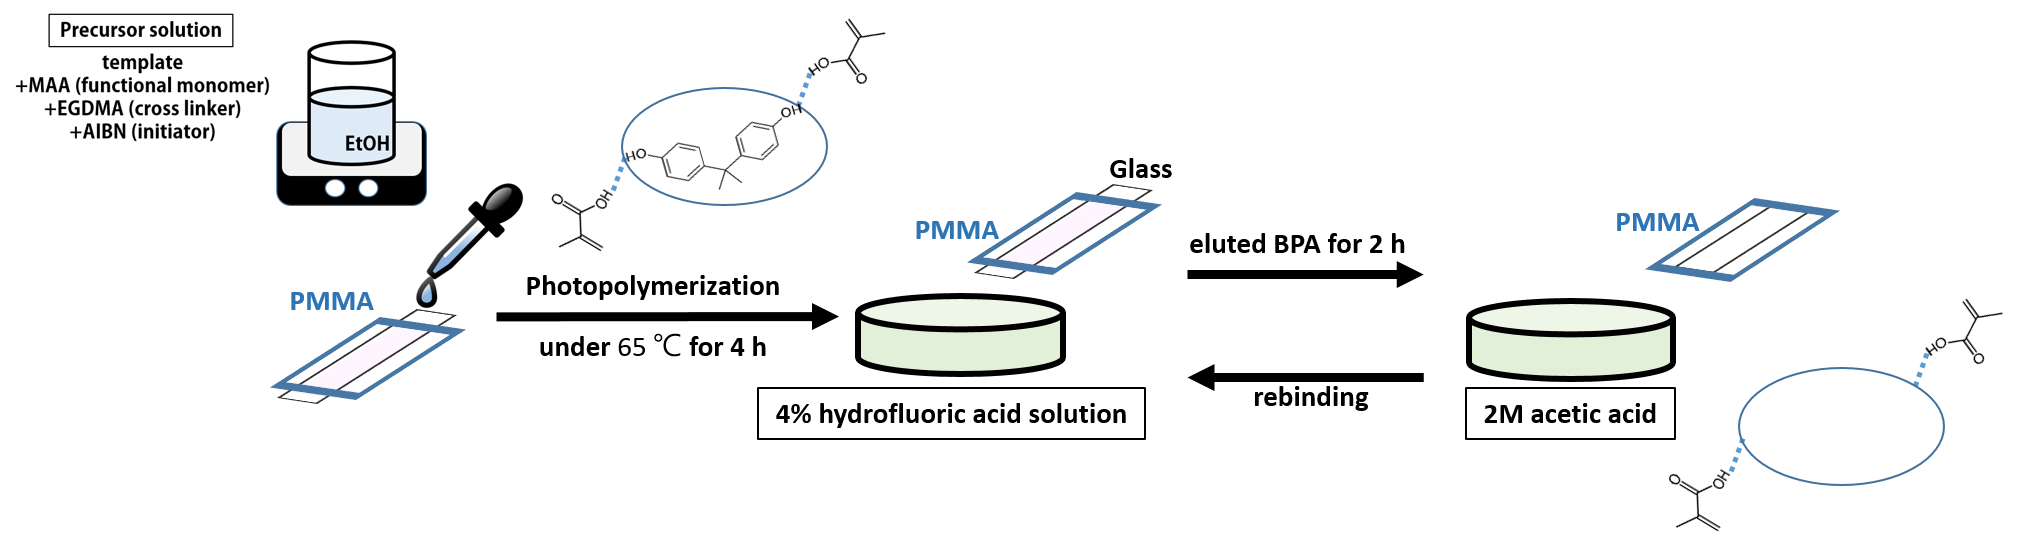 Precursor solution
template
+MAA (functional monomer)
+EGDMA (cross linker)
+AIBN (initiator)
EtOH
HO
O
OH
HO
O
OH
PMMA
Photopolymerization
under 65 ℃ for 4 h
PMMA
Glass
4% hydrofluoric acid solution
eluted BPA for 2 h
rebinding
PMMA
2M acetic acid
HO
O
O
OH